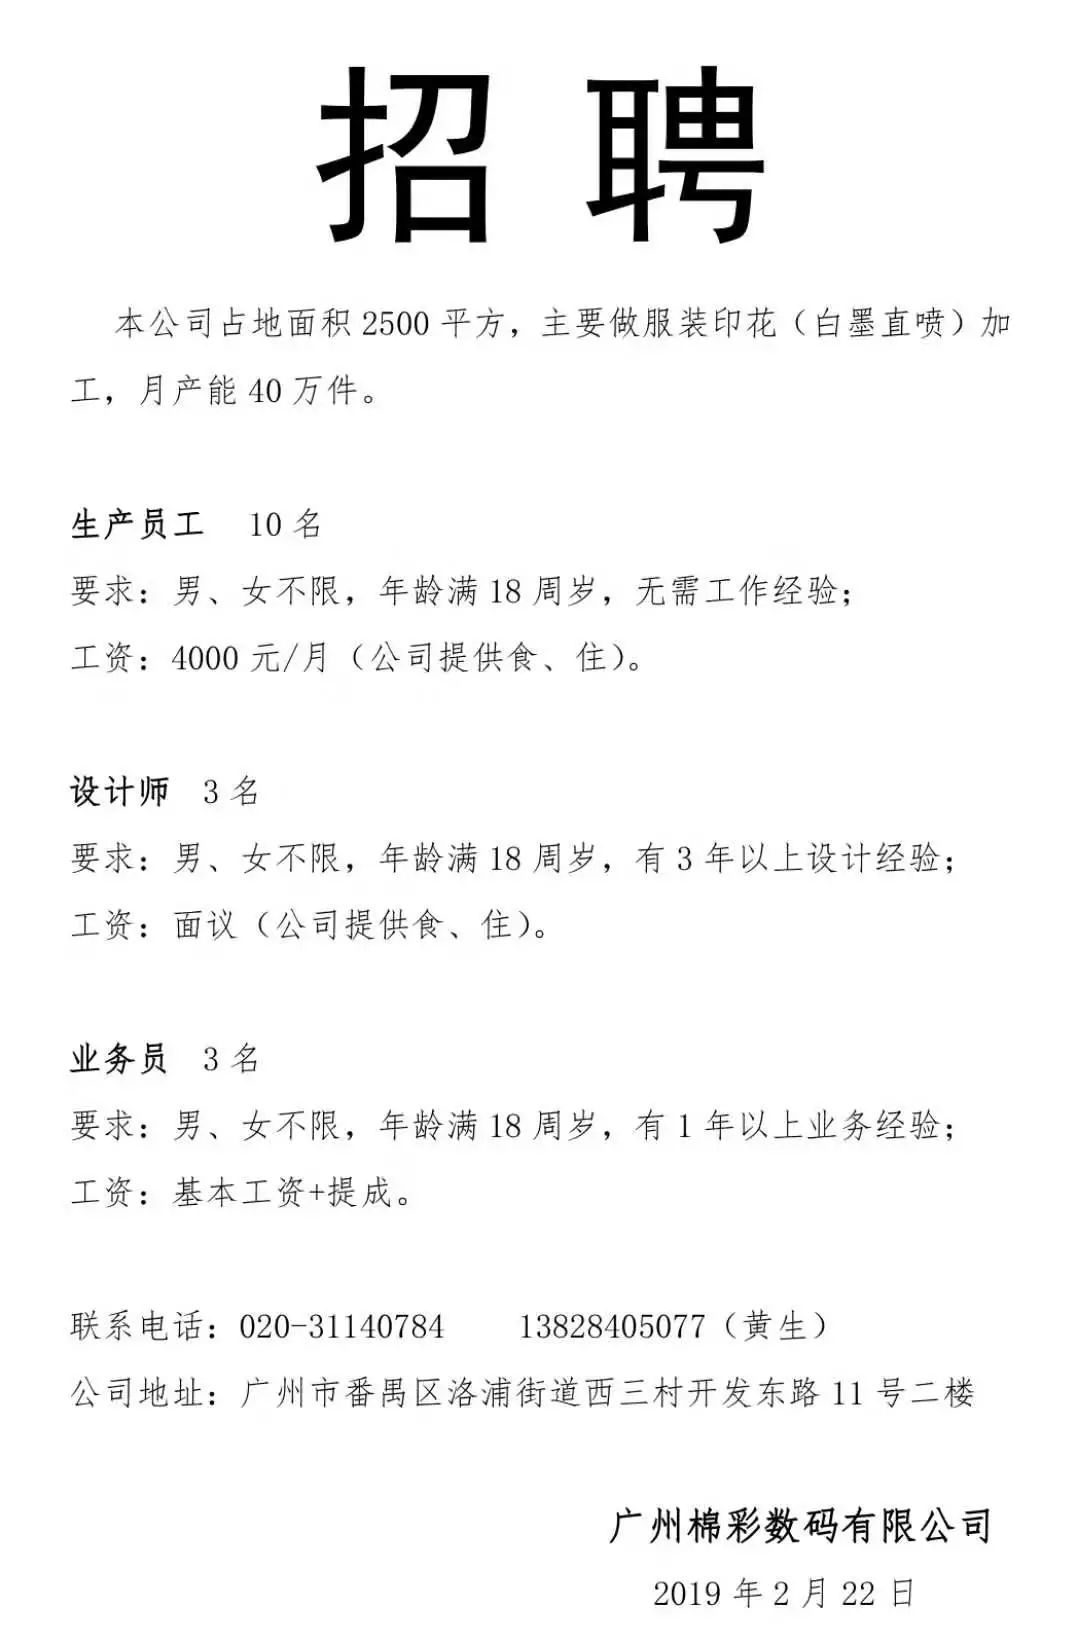 招 聘
本公司占地面积 2500 平方，主要做服装印花（白墨直喷）加
工，月产能 40 万件。
生产员工 10 名
要求：男、女不限，年龄满 18 周岁，无需工作经验；
工资：4000 元/月（公司提供食、住）。
设计师 3 名
要求：男、女不限，年龄满 18 周岁，有 3 年以上设计经验；
工资：面议（公司提供食、住）。
业务员 3 名
要求：男、女不限，年龄满 18 周岁，有 1 年以上业务经验；
工资：基本工资+提成。
联系电话：020-31140784 13828405077（黄生）
公司地址：广州市番禺区洛浦街道西三村开发东路 11 号二楼
广州棉彩数码有限公司
2019 年 2 月 22 日